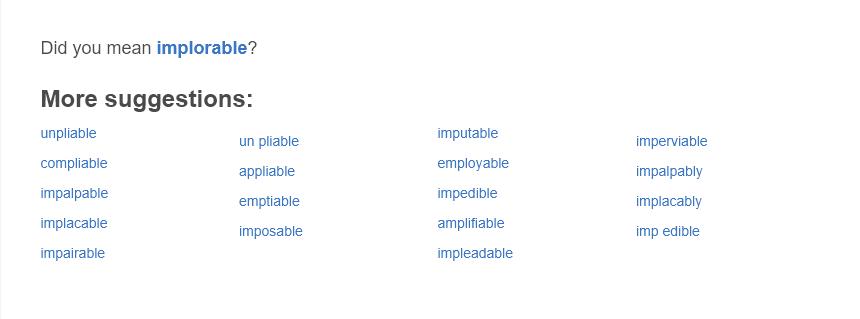 Did you mean implorable?
More suggestions:
unpliable
compliable
impalpable
implacable
impairable
un pliable
appliable
emptiable
imposable
imputable
employable
impedible
amplifiable
impleadable
imperviable
impalpably
implacably
imp edible